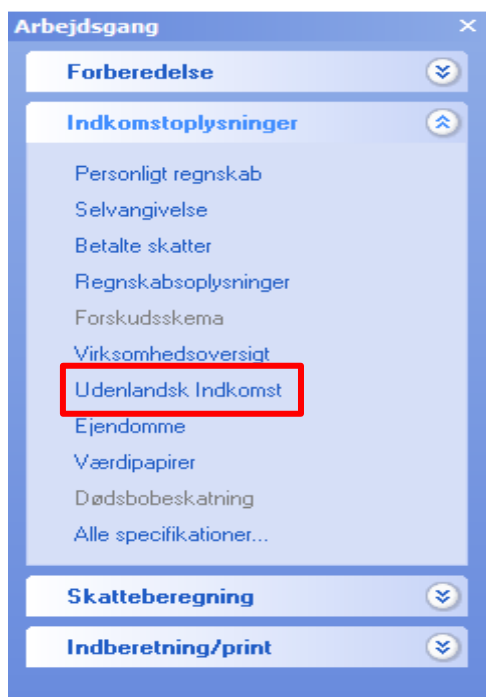 Arbejdsgang
Forberedelse
Indkomstoplysninger
Personligt regnskab
Selvangivelse
Betalte skatter
Regnskabsoplysninger
Forskudsskema
Virksomhedsoversigt
Udenlandsk Indkomst
Ejendomme
Værdipapirer
Dødsbobeskatning
Alle specifikationer...
Skatteberegning
Indberetning/print